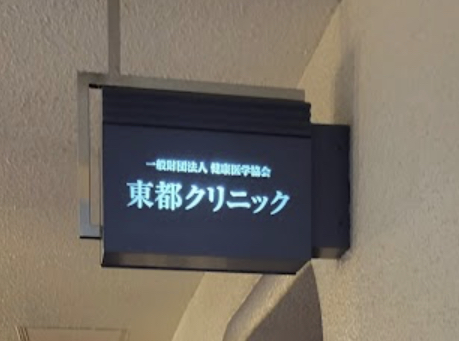 一般財団法人 健康医学協会
東都クリニック